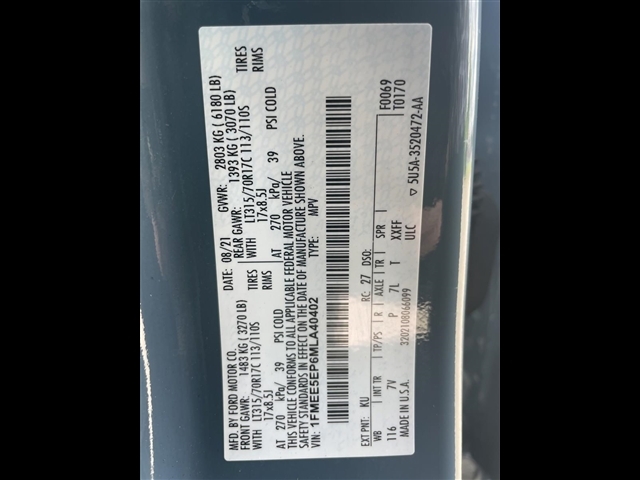 MFD. BY FORD MOTOR CO.
DATE: 08/21 GVWR: 2803 KG ( 6180 LB)
FRONT GAWR: 1483 KG ( 3270 LB) REAR GAWR: 1393 KG ( 3070 LB)
WITH LT315/70R17C 113/110S TIRES WITH LT315/70R17C 113/110S TIRES
17x8.5J RIMS 17x8.5J RIMS
AT 270 kPa/ 39 PSI COLD AT 270 kPa/ 39 PSI COLD
THIS VEHICLE CONFORMS TO ALL APPLICABLE FEDERAL MOTOR VEHICLE
SAFETY STANDARDS IN EFFECT ON THE DATE OF MANUFACTURE SHOWN ABOVE.
VIN: 1FMEE5EP6MLA40402 TYPE: MPV
F0069
T0170
EXT PNT: KU RC: 27 DSO:
WB INT TR TP/PS R AXLE TR SPR
116 7V P 7L T XXFF
MADE IN U.S.A. 3202108066099 ULC
5U5A-3520472-AA